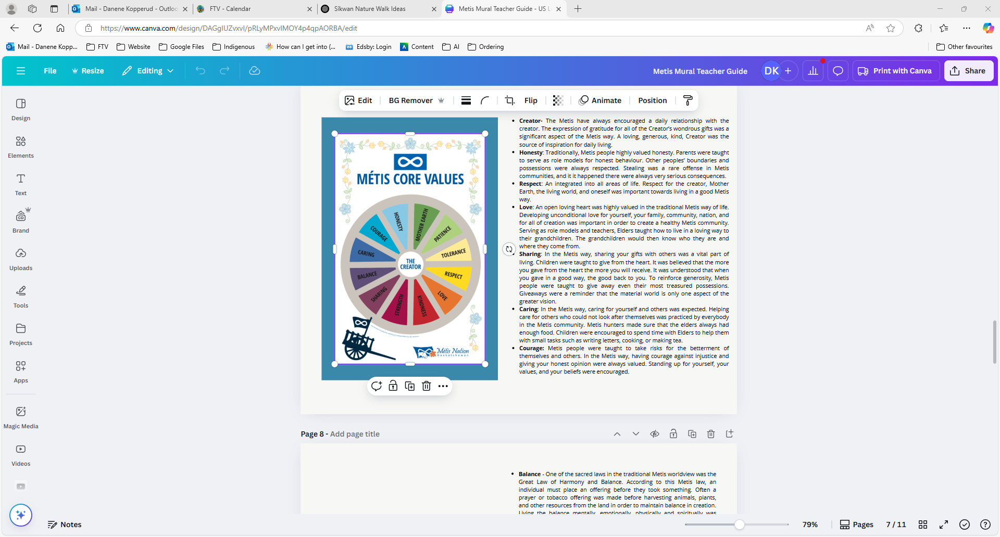 Mail - Danene Kopperud - Outloo
FTV - Calendar
Sîkwan Nature Walk Ideas
Metis Mural Teacher Guide - US L
https://www.canva.com/design/DAGgIUZvxvI/pRLyMPxvIMOY4p4qpAORBA/edit
Mail - Danene Kopp...
FTV
Website
Google Files
Indigenous
How can I get into (...
Edsby: Login
Content
AI
Ordering
Other favourites
File
Resize
Editing
Metis Mural Teacher Guide
DK
Print with Canva
Share
Edit
BG Remover
Flip
Animate
Position
Design
Elements
Text
Brand
Uploads
Tools
Projects
Apps
Magic Media
Videos
MÉTIS CORE VALUES
HONESTY
MOTHER EARTH
PATIENCE
TOLERANCE
RESPECT
LOVE
KINDNESS
STRENGTH
SHARING
BALANCE
CARING
COURAGE
THE
CREATOR
Métis Nation
Saskatchewan
• Creator- The Metis have always encouraged a daily relationship with the
creator. The expression of gratitude for all of the Creator's wondrous gifts was a
significant aspect of the Metis way. A loving, generous, kind, Creator was the
source of inspiration for daily living.
• Honesty: Traditionally, Metis people highly valued honesty. Parents were taught
to serve as role models for honest behaviour. Other peoples' boundaries and
possessions were always respected. Stealing was a rare offense in Metis
communities, and it it happened there were always very serious consequences.
• Respect: An integrated into all areas of life. Respect for the creator, Mother
Earth, the living world, and oneself was important towards living in a good Metis
way.
• Love: An open loving heart was highly valued in the traditional Metis way of life.
Developing unconditional love for yourself, your family, community, nation, and
for all of creation was important in order to create a healthy Metis community.
Serving as role models and teachers, Elders taught how to live in a loving way to
their grandchildren. The grandchildren would then know who they are and
where they come from.
• Sharing: In the Metis way, sharing your gifts with others was a vital part of
living. Children were taught to give from the heart. It was believed that the more
you gave from the heart the more you will receive. It was understood that when
you gave in a good way, the good back to you. To reinforce generosity, Metis
people were taught to give away even their most treasured possessions.
Giveaways were a reminder that the material world is only one aspect of the
greater vision.
• Caring: In the Metis way, caring for yourself and others was expected. Helping
care for others who could not look after themselves was practiced by everybody
in the Metis community. Metis hunters made sure that the elders always had
enough food. Children were encouraged to spend time with Elders to help them
with small tasks such as writing letters, cooking, or making tea.
• Courage: Metis people were taught to take risks for the betterment of
themselves and others. In the Metis way, having courage against injustice and
giving your honest opinion were always valued. Standing up for yourself, your
values, and your beliefs were encouraged.
Page 8 - Add page title
• Balance - One of the sacred laws in the traditional Metis worldview was the
Great Law of Harmony and Balance. According to this Metis law, an
individual must place an offering before they took something. Often a
prayer or tobacco offering was made before harvesting animals, plants,
and other resources from the land in order to maintain balance in creation.
Living the balance mentally, emotionally, physically and spiritually was
Notes
79%
Pages
7 / 11